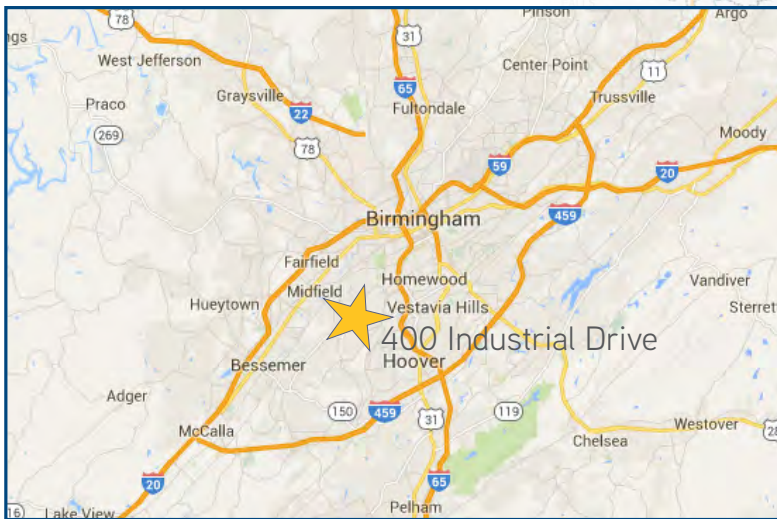 78
Pinson
Argo
31
ngs
West Jefferson
Center Point
11
65
Graysville
Trussville
Praco
Fultondale
22
Moody
269
78
59
20
Birmingham
459
Fairfield
Homewood
Midfield
Vandiver
Hueytown
Vestavia Hills
Sterrett
400 Industrial Drive
Bessemer
Hoover
Adger
150
459
31
119
McCalla
Westover
28
Chelsea
20
65
16
Lake View
Pelham